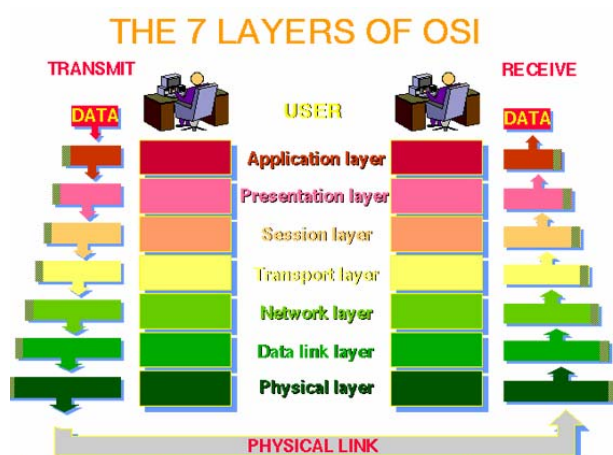 THE 7 LAYERS OF OSI
TRANSMIT
RECEIVE
DATA
USER
DATA
Application layer
Presentation layer
Session layer
Transport layer
Network layer
Data link layer
Physical layer
PHYSICAL LINK